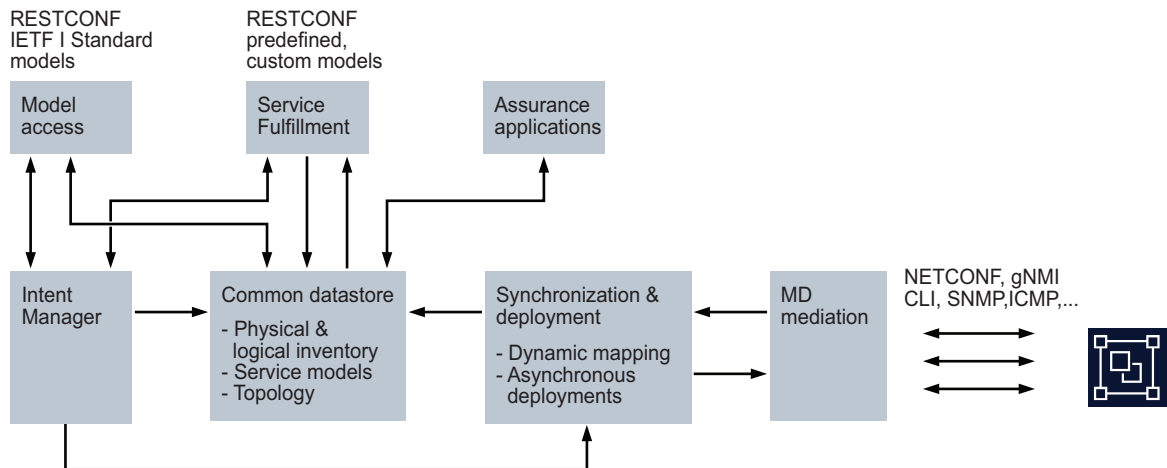 RESTCONF
IETF I Standard
models
RESTCONF
predefined,
custom models
Model
access
Service
Fulfillment
Assurance
applications
Intent
Manager
Common datastore
- Physical &
logical inventory
- Service models
- Topology
Synchronization &
deployment
- Dynamic mapping
- Asynchronous
deployments
MD
mediation
NETCONF, gNMI
CLI, SNMP,ICMP,...